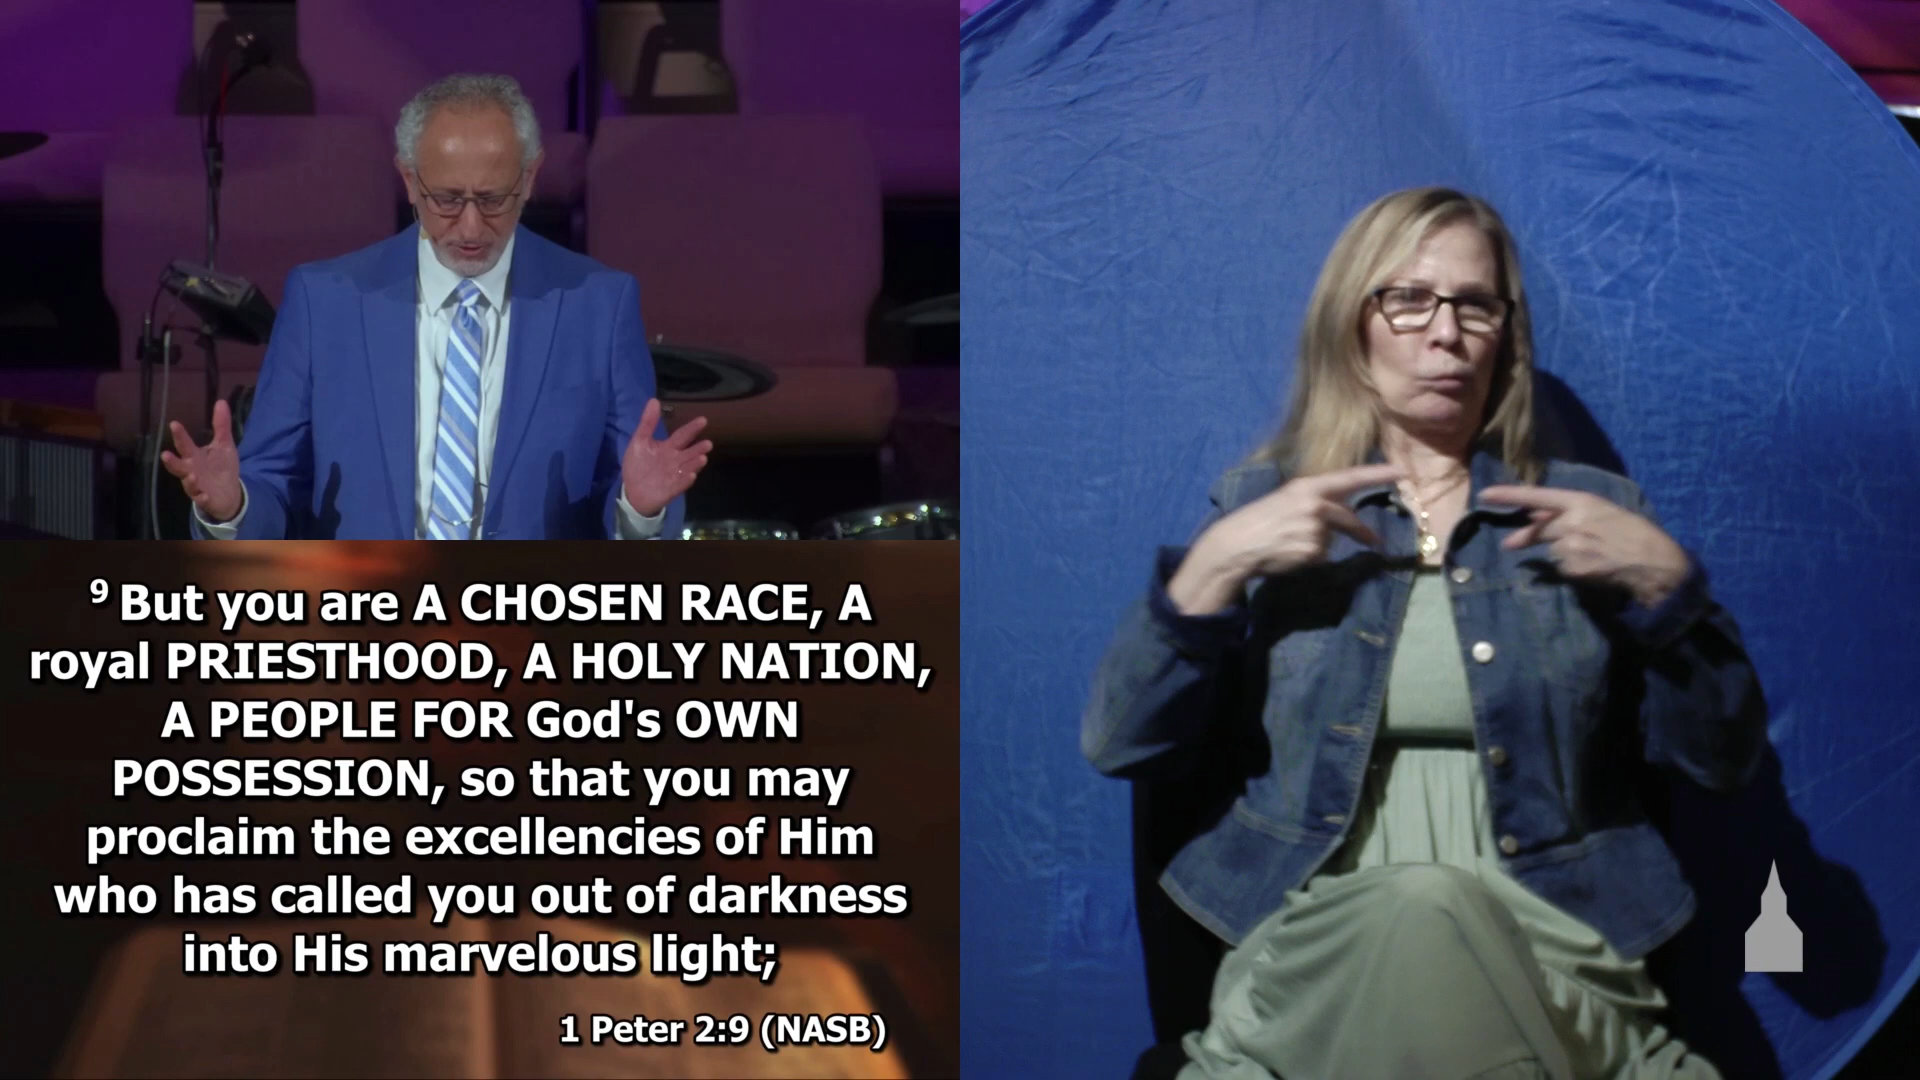 9 But you are A CHOSEN RACE, A
royal PRIESTHOOD, A HOLY NATION,
A PEOPLE FOR God's OWN
POSSESSION, so that you may
proclaim the excellencies of Him
who has called you out of darkness
into His marvelous light;
1 Peter 2:9 (NASB)